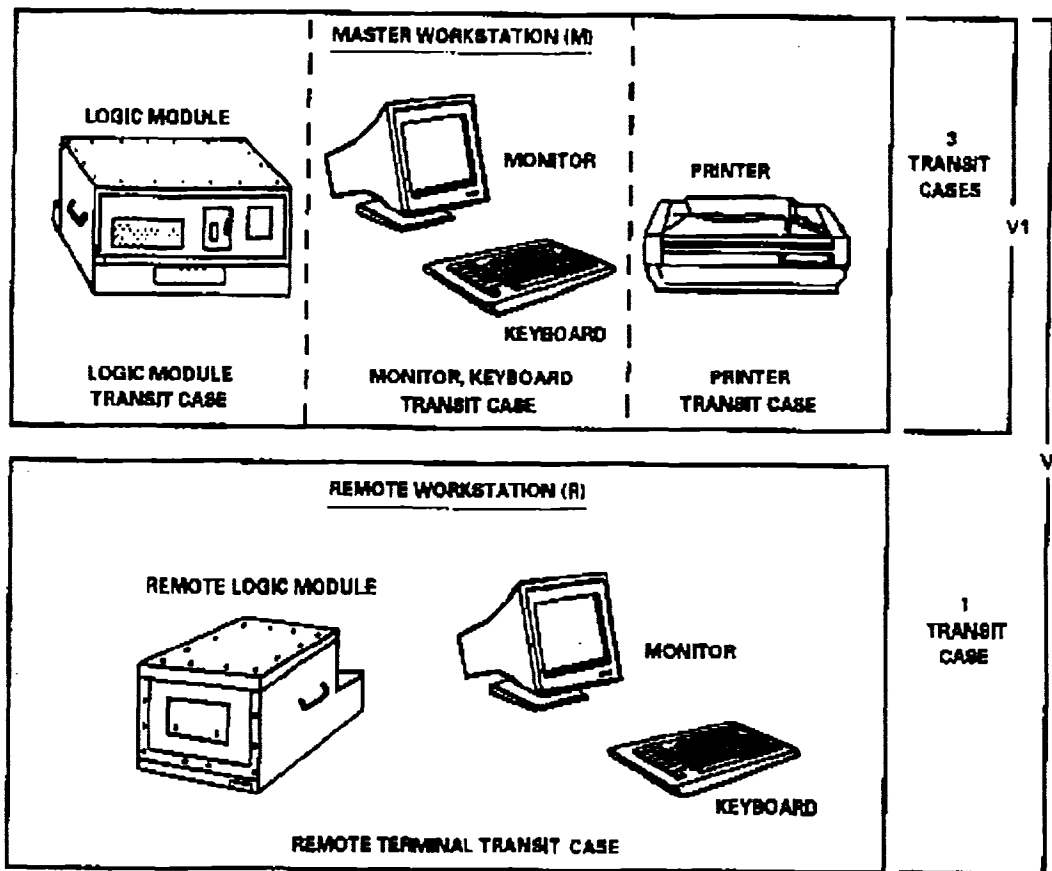 MASTER WORKSTATION (M)
LOGIC MODULE
MONITOR
PRINTER
KEYBOARD
LOGIC MODULE
TRANSIT CASE
MONITOR, KEYBOARD
TRANSIT CASE
PRINTER
TRANSIT CASE
3
TRANSIT
CASES
V1
V
REMOTE WORKSTATION (R)
REMOTE LOGIC MODULE
MONITOR
KEYBOARD
REMOTE TERMINAL TRANSIT CASE
1
TRANSIT
CASE